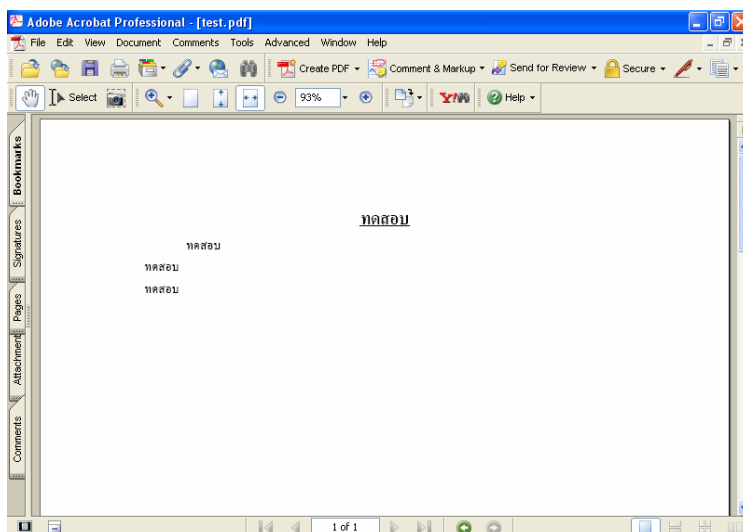 Adobe Acrobat Professional - [test.pdf]
File Edit View Document Comments Tools Advanced Window Help
Create PDF Comment & Markup Send for Review Secure
Select 93% Y! Help
Bookmarks
Signatures
Pages
Attachment
Comments
ทดสอบ
ทดสอบ
ทดสอบ
ทดสอบ
1 of 1